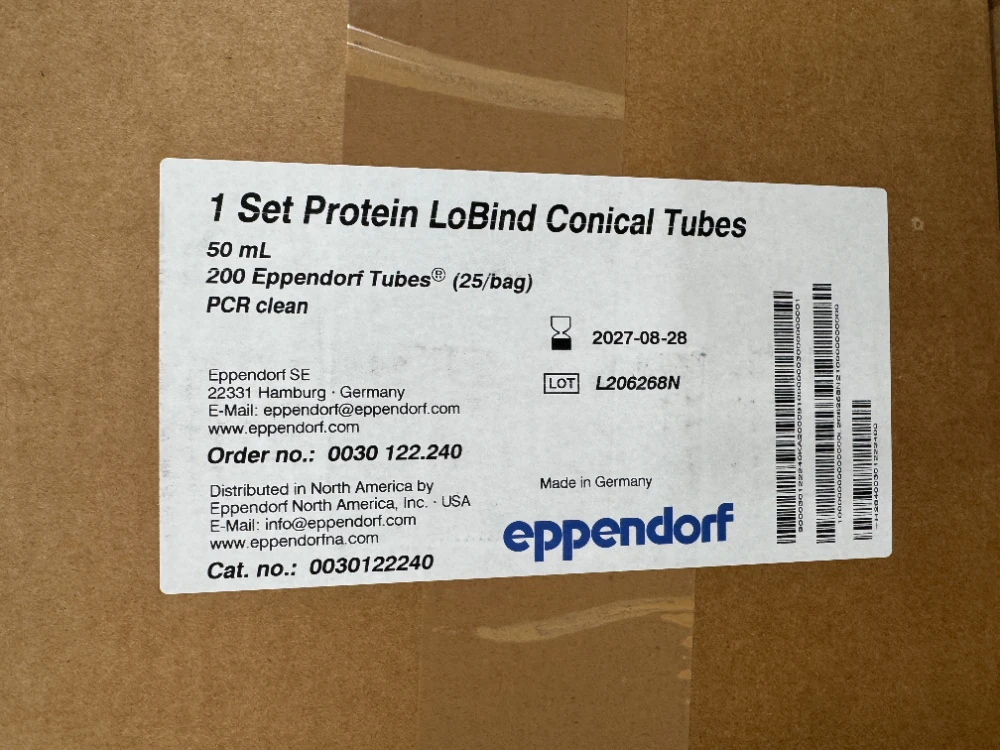 1 Set Protein LoBind Conical Tubes
50 mL
200 Eppendorf Tubes® (25/bag)
PCR clean
2027-08-28
LOT L206268N
Eppendorf SE
22331 Hamburg · Germany
E-Mail: eppendorf@eppendorf.com
www.eppendorf.com
Order no.: 0030 122.240
Distributed in North America by
Eppendorf North America, Inc. · USA
E-Mail: info@eppendorf.com
www.eppendorfna.com
Cat. no.: 0030122240
Made in Germany
eppendorf